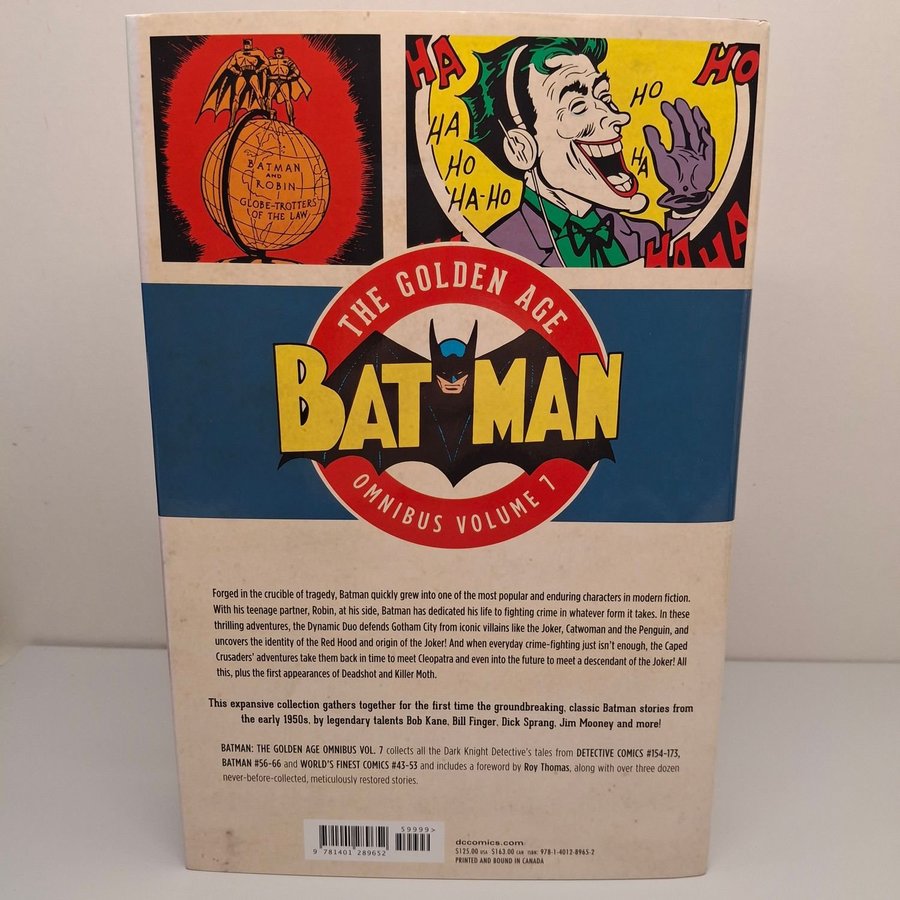 BATMAN
AND
ROBIN
GLOBE-TROTTERS
OF THE LAW
HA
HO
HO
HA
HO
HA
HA-HO
HAHA
THE GOLDEN AGE
BATMAN
OMNIBUS VOLUME 7
Forged in the crucible of tragedy, Batman quickly grew into one of the most popular and enduring characters in modern fiction.
With his teenage partner, Robin, at his side, Batman has dedicated his life to fighting crime in whatever form it takes. In these
thrilling adventures, the Dynamic Duo defends Gotham City from iconic villains like the Joker, Catwoman and the Penguin, and
uncovers the identity of the Red Hood and origin of the Joker! And when everyday crime-fighting just isn't enough, the Caped
Crusaders' adventures take them back in time to meet Cleopatra and even into the future to meet a descendant of the Joker! All
this, plus the first appearances of Deadshot and Killer Moth.
This expansive collection gathers together for the first time the groundbreaking, classic Batman stories from
the early 1950s, by legendary talents Bob Kane, Bill Finger, Dick Sprang, Jim Mooney and more!
BATMAN: THE GOLDEN AGE OMNIBUS VOL. 7 collects all the Dark Knight Detective's tales from DETECTIVE COMICS #154-173,
BATMAN #56-66 and WORLD'S FINEST COMICS #43-53 and includes a foreword by Roy Thomas, along with over three dozen
never-before-collected, meticulously restored stories.
59999>
9 781401 289652
dccomics.com
$125.00 USA $163.00 CAN ISBN: 978-1-4012-8965-2
PRINTED AND BOUND IN CANADA